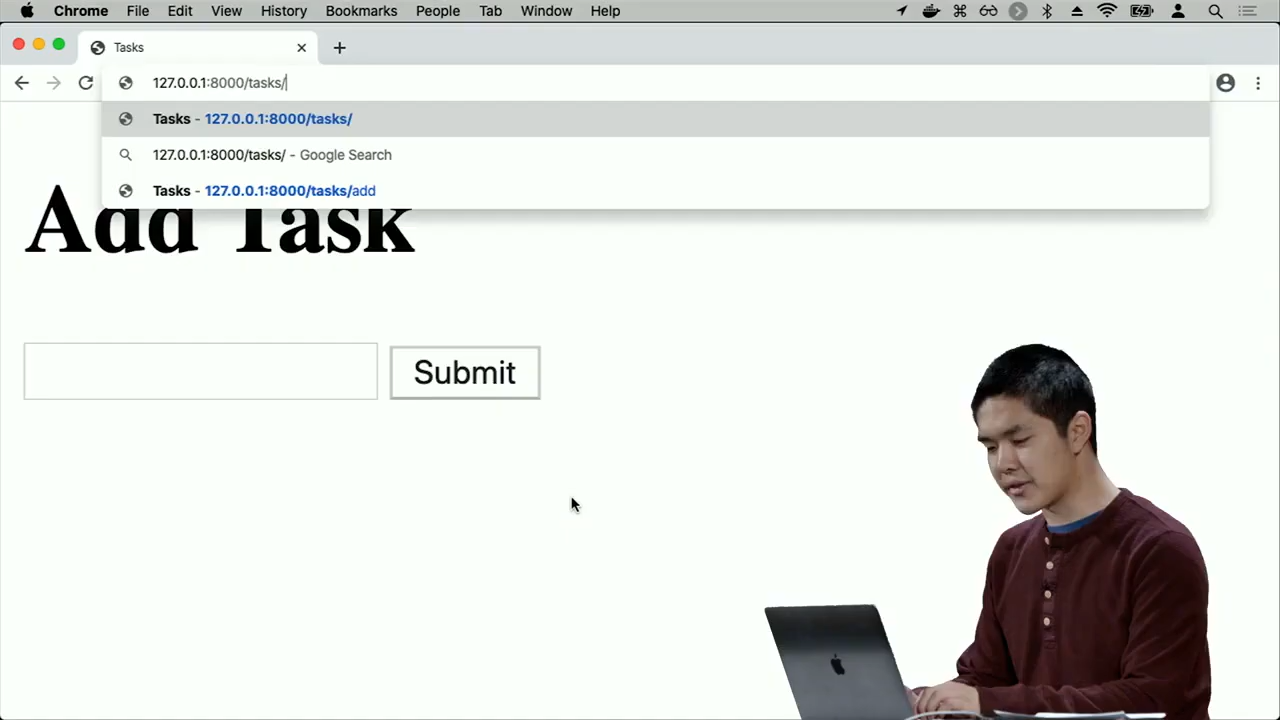 Chrome File Edit View History Bookmarks People Tab Window Help
Tasks
127.0.0.1:8000/tasks/
Tasks - 127.0.0.1:8000/tasks/
127.0.0.1:8000/tasks/ - Google Search
Tasks - 127.0.0.1:8000/tasks/add
Add Task
Submit